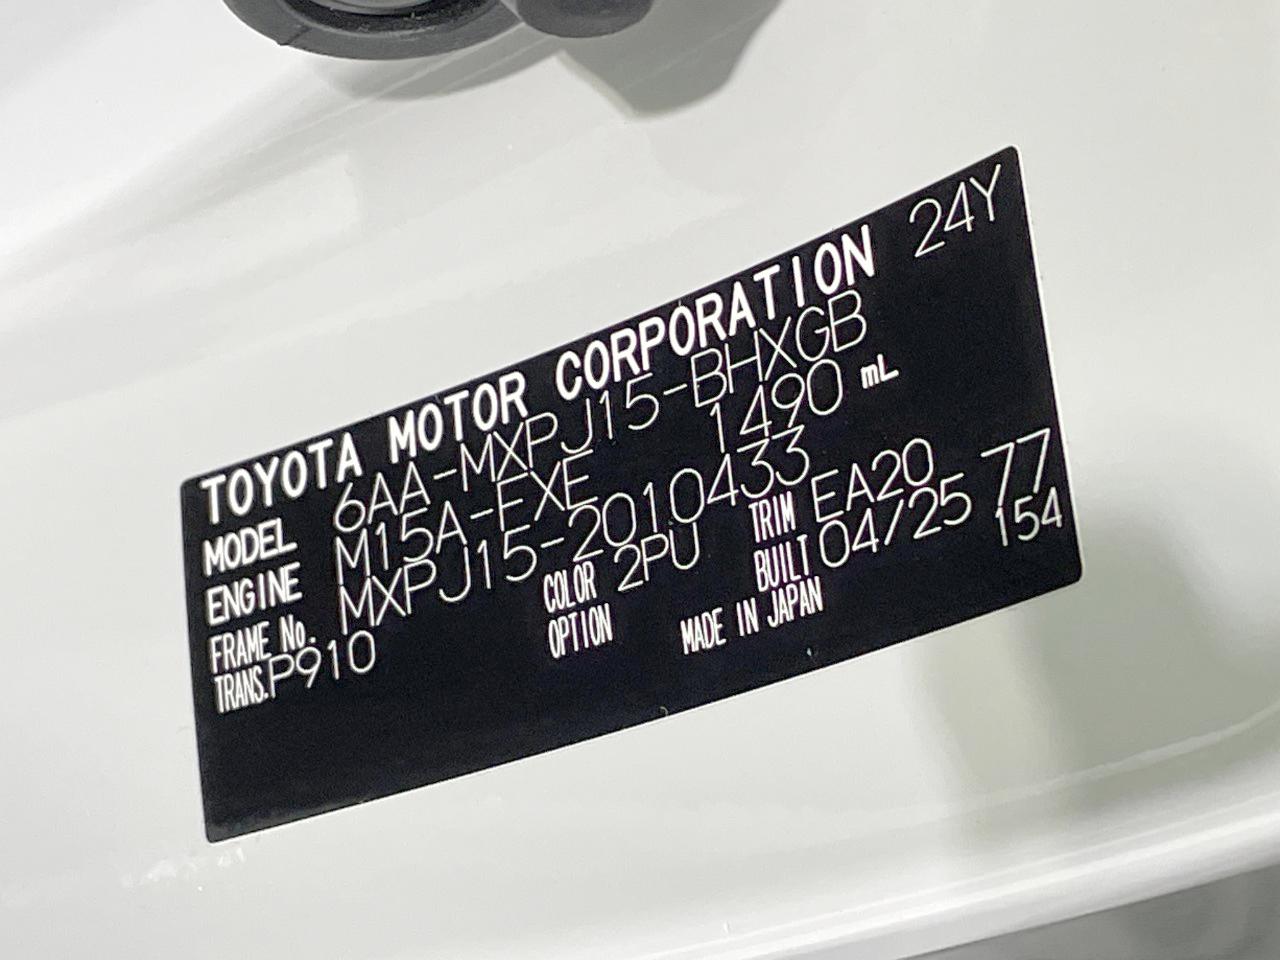 TOYOTA MOTOR CORPORATION 24Y
MODEL 6AA-MXPJ15-BHXGB
ENGINE M15A-FXE 1490 mL
FRAME No. MXPJ15-2010433
TRANS. P910 COLOR 2PU TRIM EA20 77
OPTION BUILT 04/25 154
MADE IN JAPAN